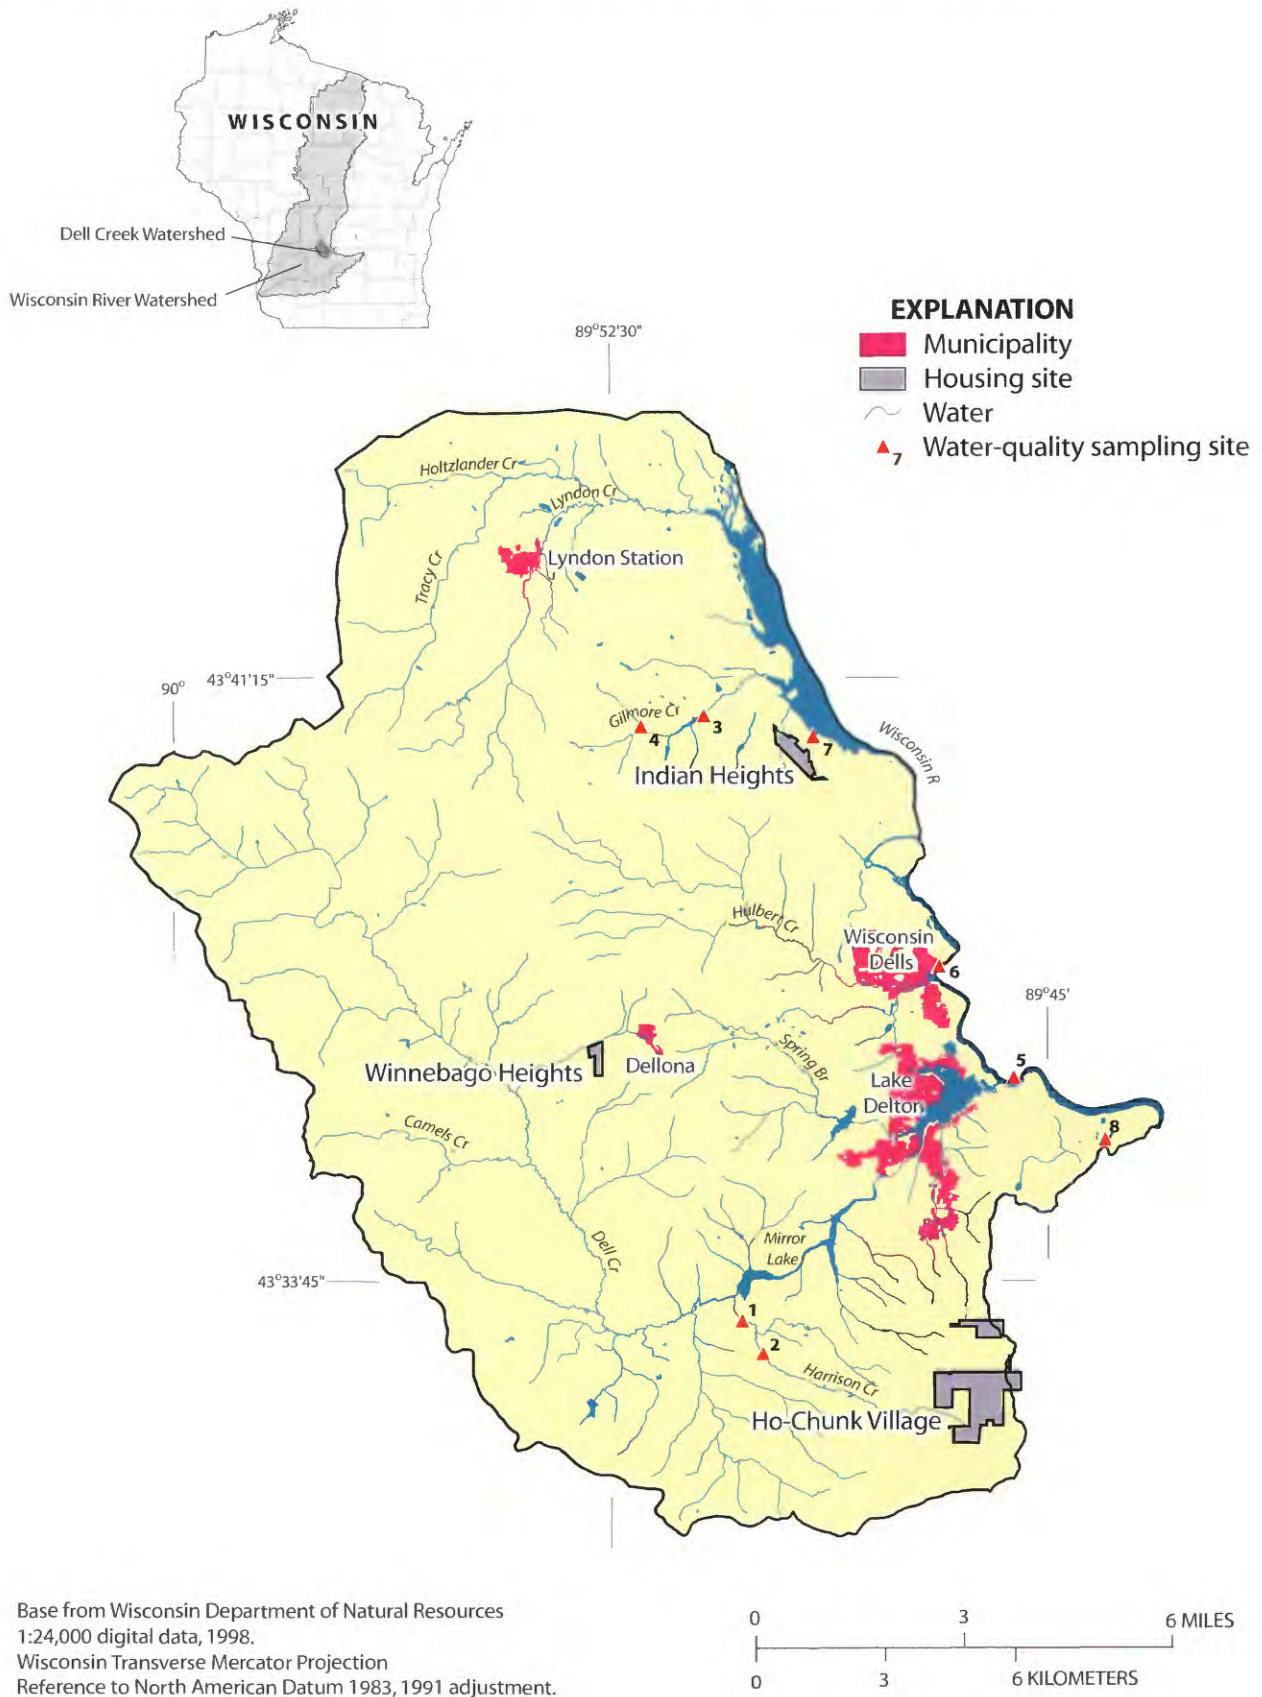 WISCONSIN
Dell Creek Watershed
Wisconsin River Watershed
EXPLANATION
Municipality
Housing site
Water
7 Water-quality sampling site
89°52'30"
Holtzlander Cr
Lyndon Cr
Lyndon Station
Tracy Cr
90°
43°41'15"
Gilmore Cr
3
4
7
Wisconsin R
Indian Heights
Hulbert Cr
Wisconsin
Dells
6
89°45'
Spring Br
Winnebago Heights
Dellona
Lake
Delton
5
Camels Cr
8
Dell Cr
Mirror
Lake
43°33'45"
1
2
Harrison Cr
Ho-Chunk Village
Base from Wisconsin Department of Natural Resources
1:24,000 digital data, 1998.
Wisconsin Transverse Mercator Projection
Reference to North American Datum 1983, 1991 adjustment.
0 3 6 MILES
0 3 6 KILOMETERS